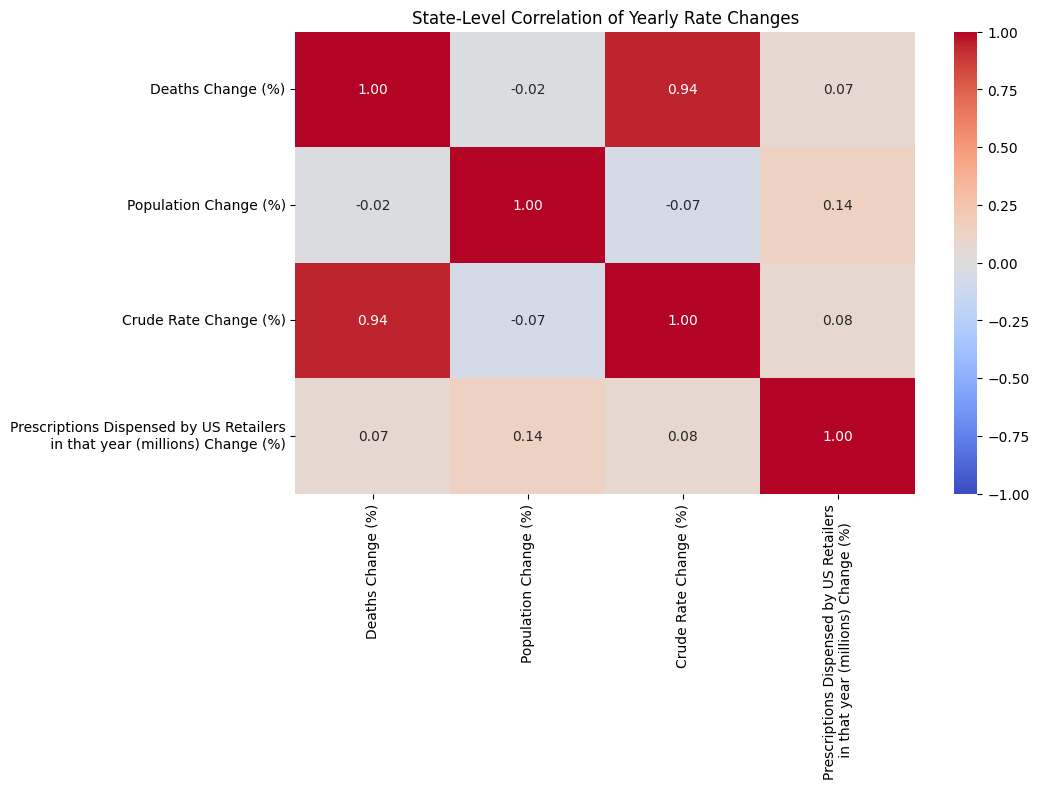 State-Level Correlation of Yearly Rate Changes
Deaths Change (%)
1.00
-0.02
0.94
0.07
Population Change (%)
-0.02
1.00
-0.07
0.14
Crude Rate Change (%)
0.94
-0.07
1.00
0.08
Prescriptions Dispensed by US Retailers
in that year (millions) Change (%)
0.07
0.14
0.08
1.00
Deaths Change (%)
Population Change (%)
Crude Rate Change (%)
Prescriptions Dispensed by US Retailers
in that year (millions) Change (%)
1.00
0.75
0.50
0.25
0.00
−0.25
−0.50
−0.75
−1.00